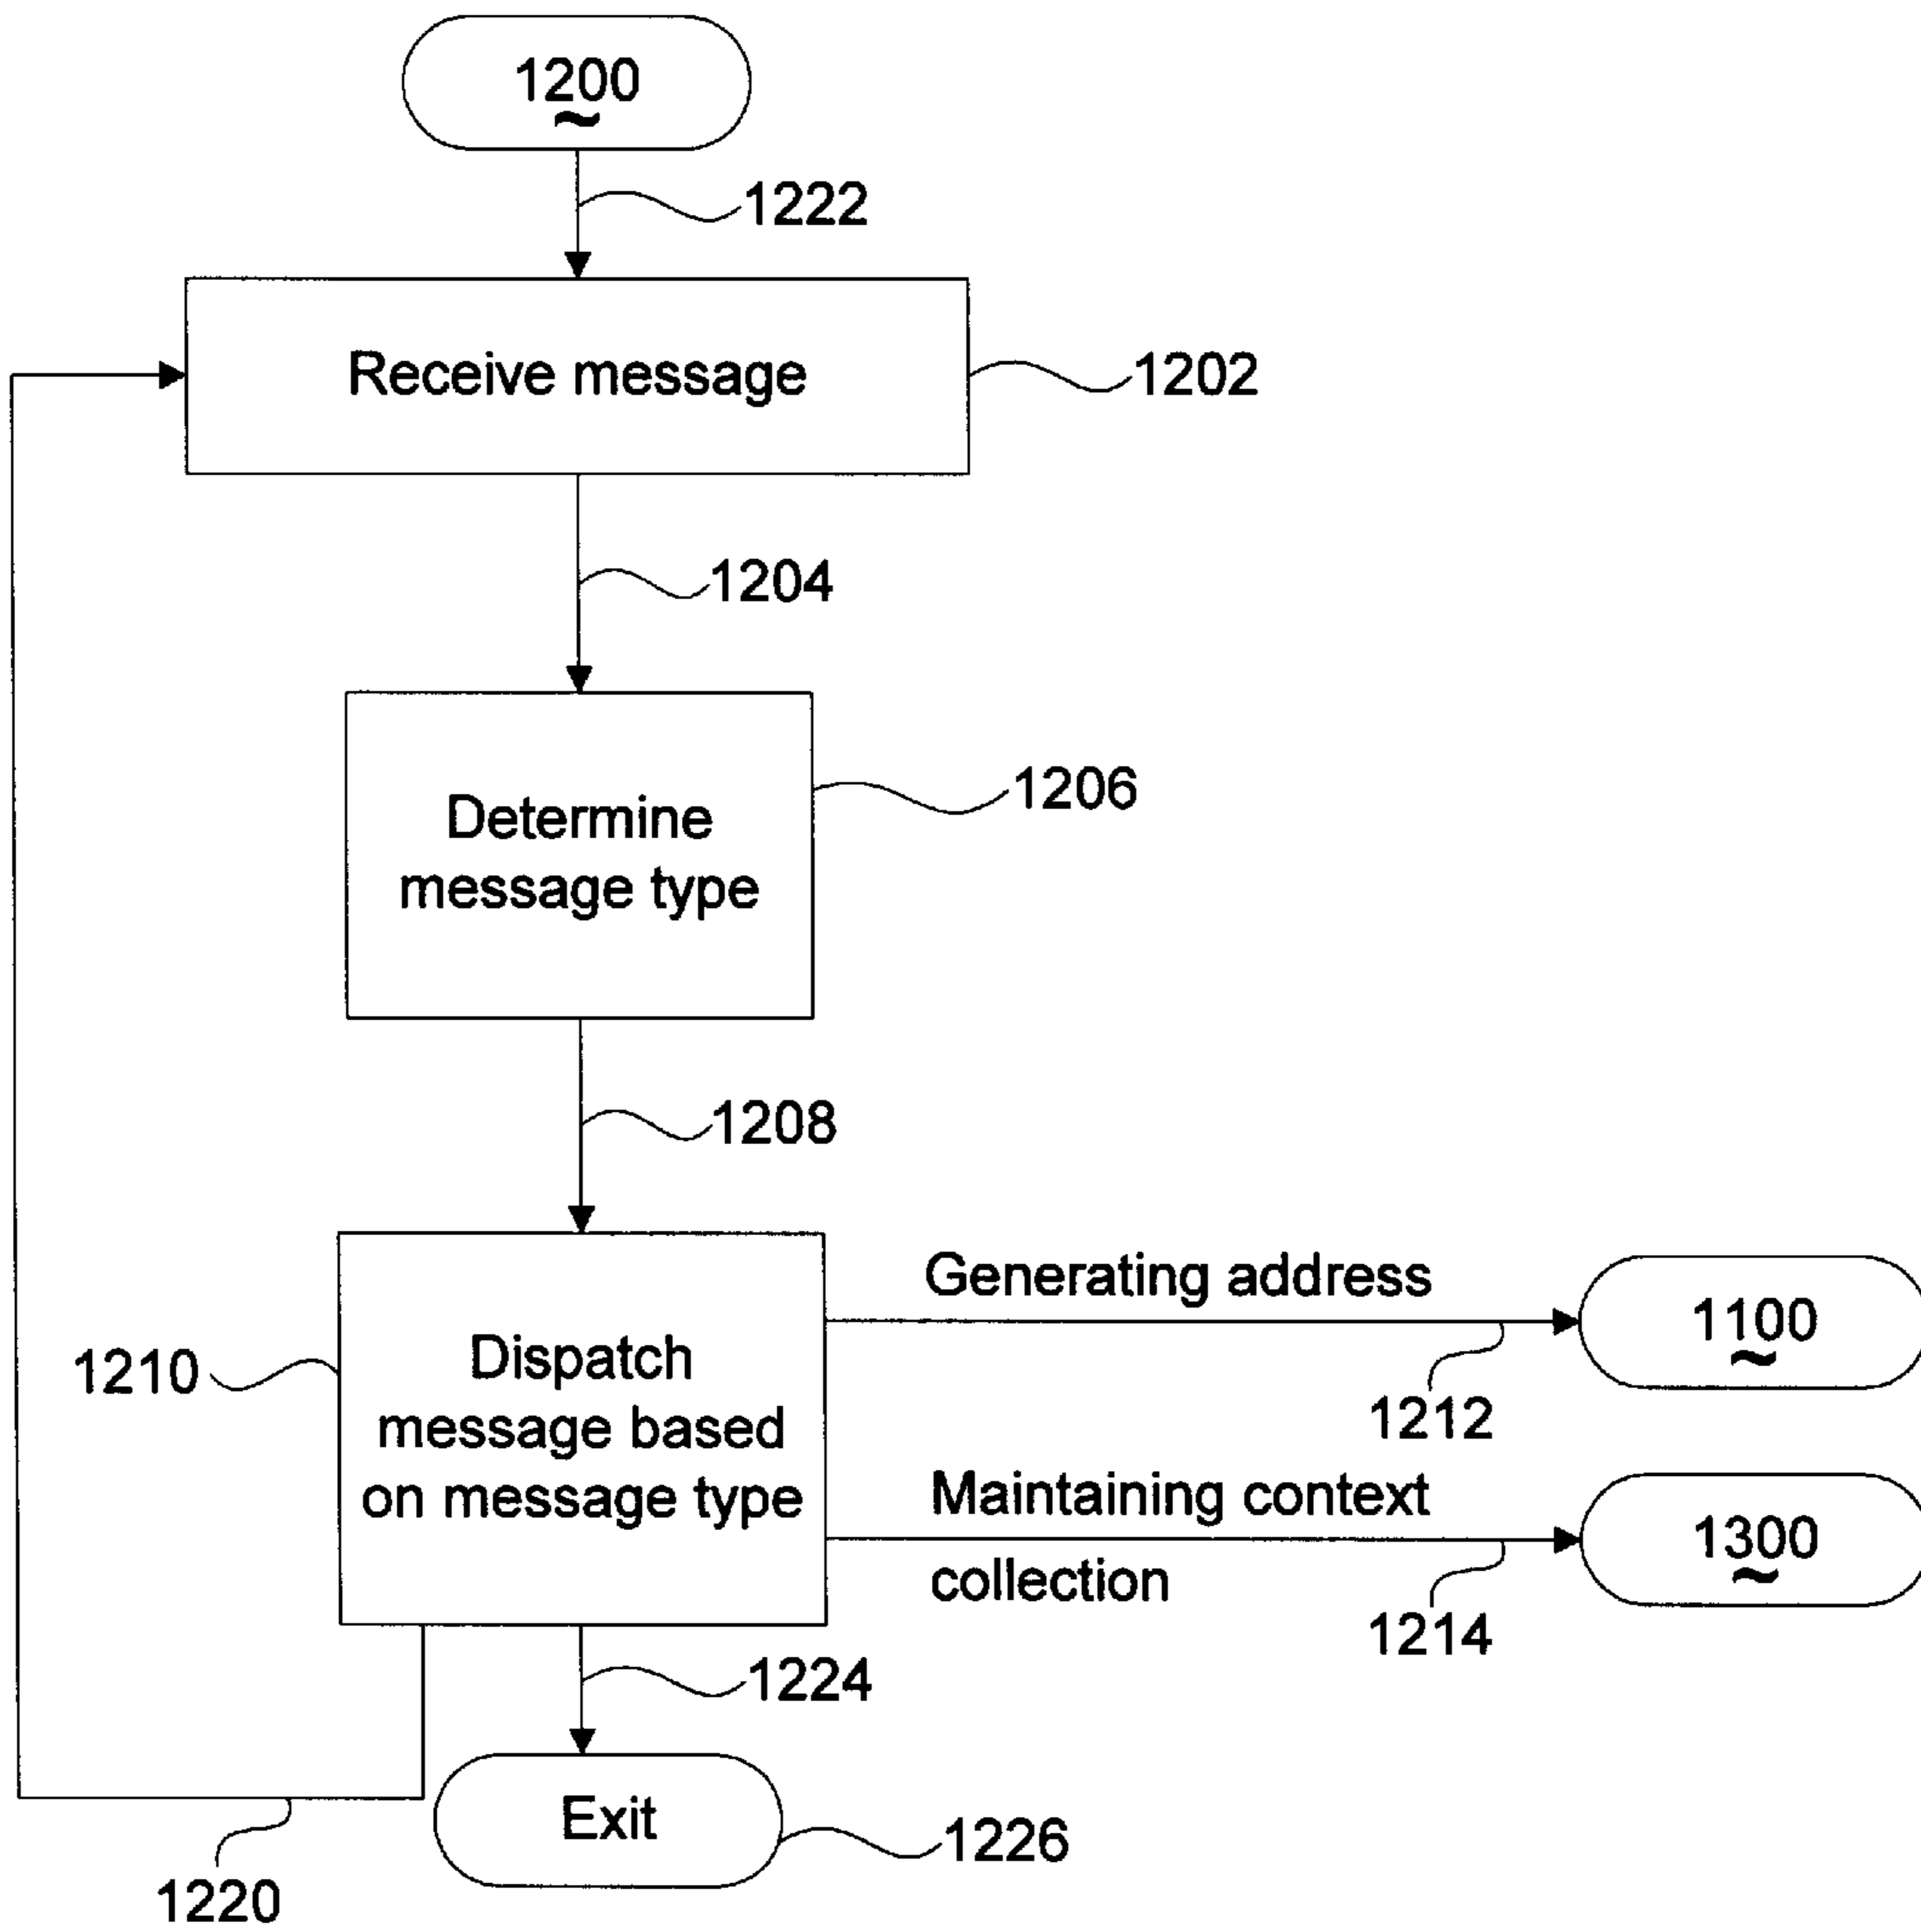 1200
1222
Receive message
1202
1204
Determine
message type
1206
1208
Dispatch
message based
on message type
1210
Generating address
1100
1212
Maintaining context
collection
1300
1214
1224
Exit
1226
1220